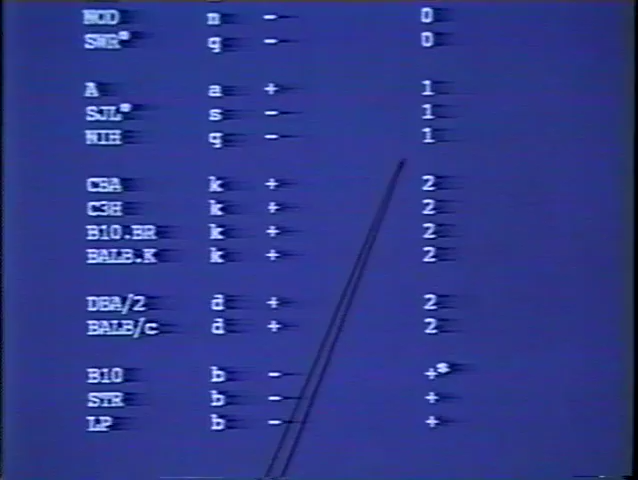 NOD n - 0
SWR* q - 0
A a + 1
SJL* s - 1
NIH q - 1
CBA k + 2
C3H k + 2
B10.BR k + 2
BALB.K k + 2
DBA/2 d + 2
BALB/c d + 2
B10 b - +s
STR b - +
LP b - +